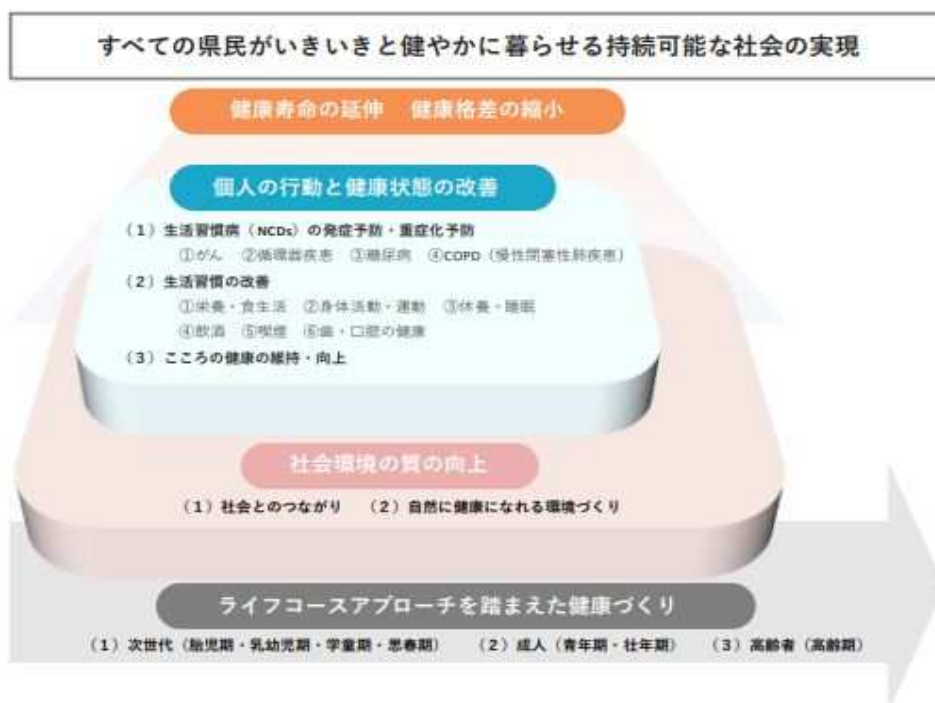 すべての県民がいきいきと健やかに暮らせる持続可能な社会の実現
健康寿命の延伸　健康格差の縮小
個人の行動と健康状態の改善
（1）生活習慣病（NCDs）の発症予防・重症化予防
①がん　②循環器疾患　③糖尿病　④COPD（慢性閉塞性肺疾患）
（2）生活習慣の改善
①栄養・食生活　②身体活動・運動　③休養・睡眠
④飲酒　⑤喫煙　⑥歯・口腔の健康
（3）こころの健康の維持・向上
社会環境の質の向上
（1）社会とのつながり　（2）自然に健康になれる環境づくり
ライフコースアプローチを踏まえた健康づくり
（1）次世代（胎児期・乳幼児期・学童期・思春期）　（2）成人（青年期・壮年期）　（3）高齢者（高齢期）